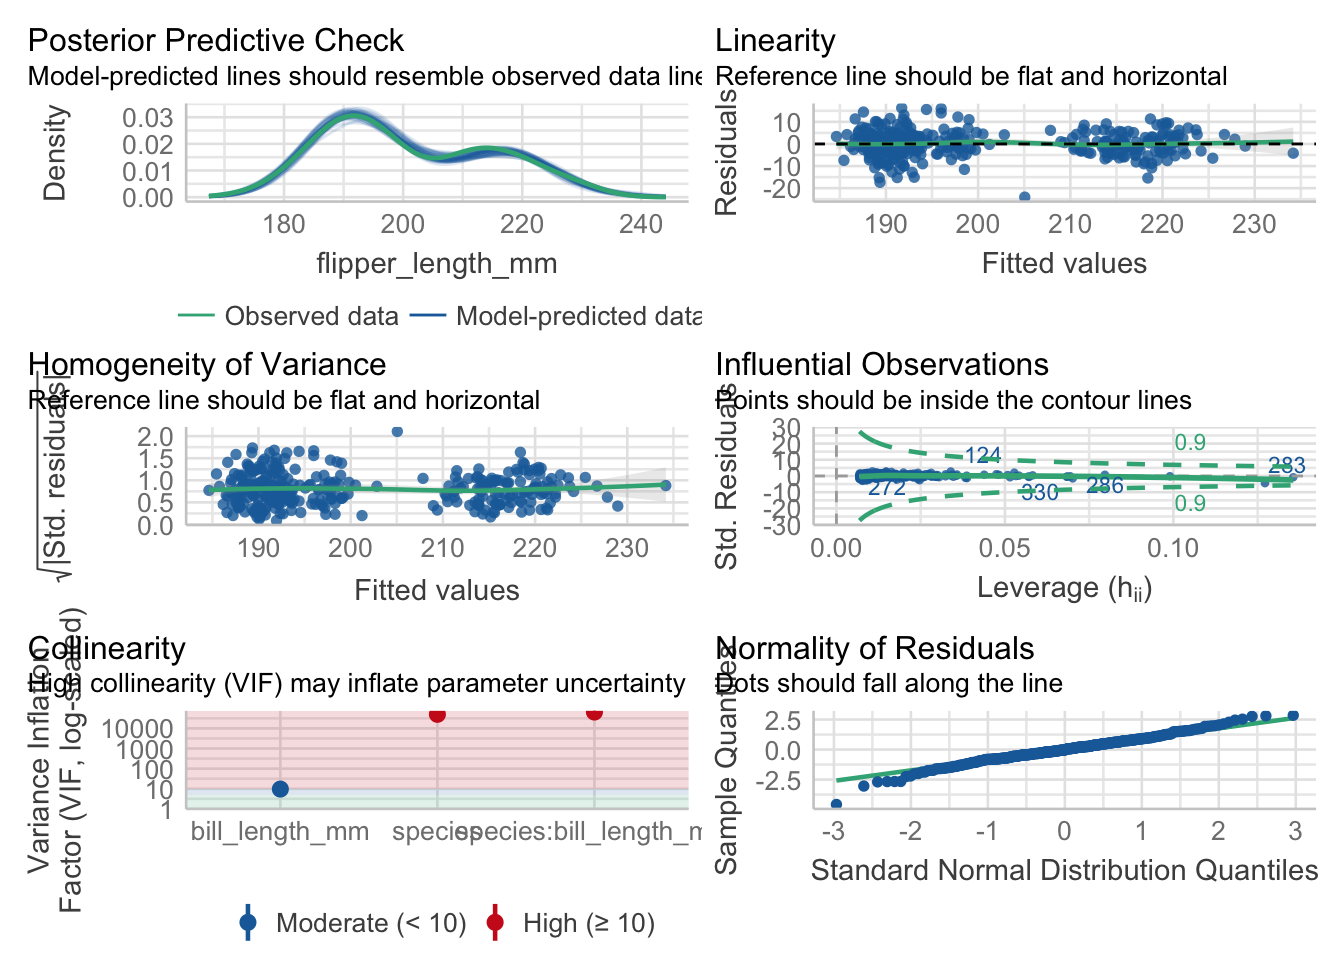 Posterior Predictive Check
Model-predicted lines should resemble observed data line
Density
0.03
0.02
0.01
0.00
180 200 220 240
flipper_length_mm
Observed data Model-predicted data
Linearity
Reference line should be flat and horizontal
Residuals
10
0
-10
-20
190 200 210 220 230
Fitted values
Homogeneity of Variance
Reference line should be flat and horizontal
√|Std. residuals|
2.0
1.5
1.0
0.5
0.0
190 200 210 220 230
Fitted values
Influential Observations
Points should be inside the contour lines
Std. Residuals
30
20
10
0
-10
-20
-30
0.9
124
283
272
330
286
0.9
0.00 0.05 0.10
Leverage (hii)
Collinearity
High collinearity (VIF) may inflate parameter uncertainty
Variance Inflation
Factor (VIF, log-scaled)
10000
1000
100
10
1
bill_length_mm species species:bill_length_m
Moderate (< 10) High (≥ 10)
Normality of Residuals
Dots should fall along the line
Sample Quantiles
2.5
0.0
-2.5
-3 -2 -1 0 1 2 3
Standard Normal Distribution Quantiles